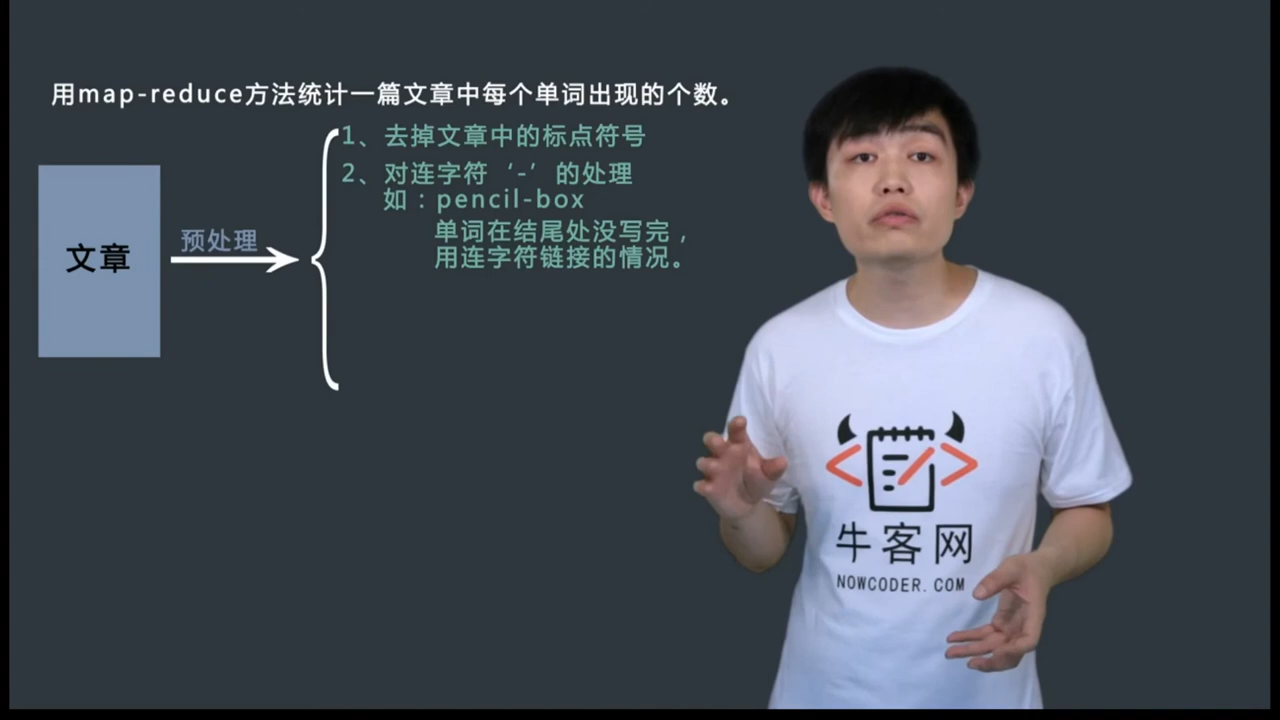 用map-reduce方法统计一篇文章中每个单词出现的个数。
1、去掉文章中的标点符号
2、对连字符‘-’的处理
如：pencil-box
单词在结尾处没写完，
用连字符链接的情况。
预处理
文章
牛客网
NOWCODER.COM